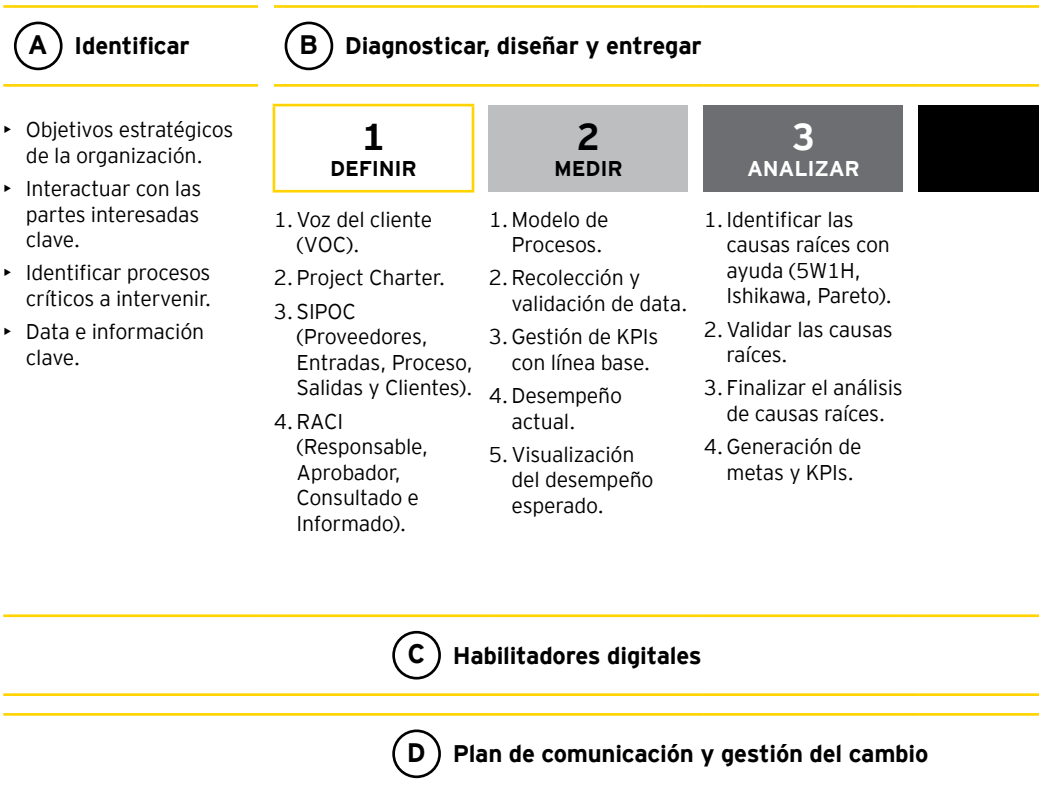 A Identificar
B Diagnosticar, diseñar y entregar
‣ Objetivos estratégicos
de la organización.
‣ Interactuar con las
partes interesadas
clave.
‣ Identificar procesos
críticos a intervenir.
‣ Data e información
clave.
1
DEFINIR
1. Voz del cliente
(VOC).
2. Project Charter.
3. SIPOC
(Proveedores,
Entradas, Proceso,
Salidas y Clientes).
4. RACI
(Responsable,
Aprobador,
Consultado e
Informado).
2
MEDIR
1. Modelo de
Procesos.
2. Recolección y
validación de data.
3. Gestión de KPIs
con línea base.
4. Desempeño
actual.
5. Visualización
del desempeño
esperado.
3
ANALIZAR
1. Identificar las
causas raíces con
ayuda (5W1H,
Ishikawa, Pareto).
2. Validar las causas
raíces.
3. Finalizar el análisis
de causas raíces.
4. Generación de
metas y KPIs.
C Habilitadores digitales
D Plan de comunicación y gestión del cambio